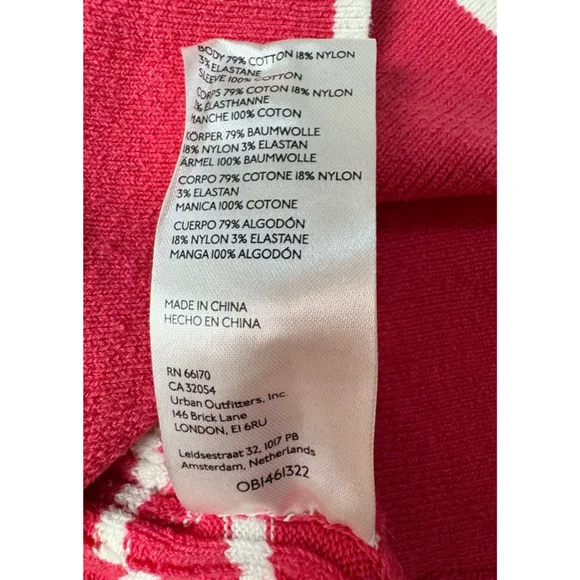 BODY 79% COTTON 18% NYLON
3% ELASTANE
SLEEVE 100% COTTON
CORPS 79% COTON 18% NYLON
3% ELASTHANNE
MANCHE 100% COTON
KÖRPER 79% BAUMWOLLE
18% NYLON 3% ELASTAN
ÄRMEL 100% BAUMWOLLE
CORPO 79% COTONE 18% NYLON
3% ELASTAN
MANICA 100% COTONE
CUERPO 79% ALGODÓN
18% NYLON 3% ELASTANE
MANGA 100% ALGODÓN
MADE IN CHINA
HECHO EN CHINA
RN 66170
CA 32054
Urban Outfitters, Inc.
146 Brick Lane
LONDON, E1 6RU
Leidsestraat 32, 1017 PB
Amsterdam, Netherlands
OB1461322